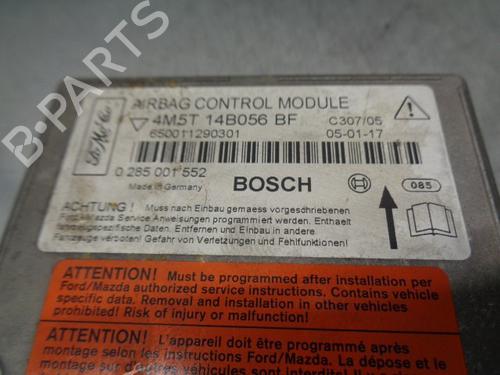 AIRBAG CONTROL MODULE
4M5T 14B056 BF
C307/05
650011290301
05-01-17
0 285 001 552
Made in Germany
BOSCH
085
ACHTUNG! Muss nach Einbau gemaess vorgeschriebenen
Ford/Mazda Service Anweisungen programmiert werden. Enthaelt
fahrzeugspezifische Daten. Entfernen und Einbau in andere
Fahrzeuge verboten! Gefahr von Verletzungen und Fehlfunktionen!
ATTENTION! Must be programmed after installation per
Ford/Mazda authorized service instructions. Contains vehicle
specific data. Removal and installation in other vehicles
prohibited! Risk of injury or malfunction!
ATTENTION! L'appareil doit être programmé après
montage selon les instructions Ford/Mazda. La dépose et le